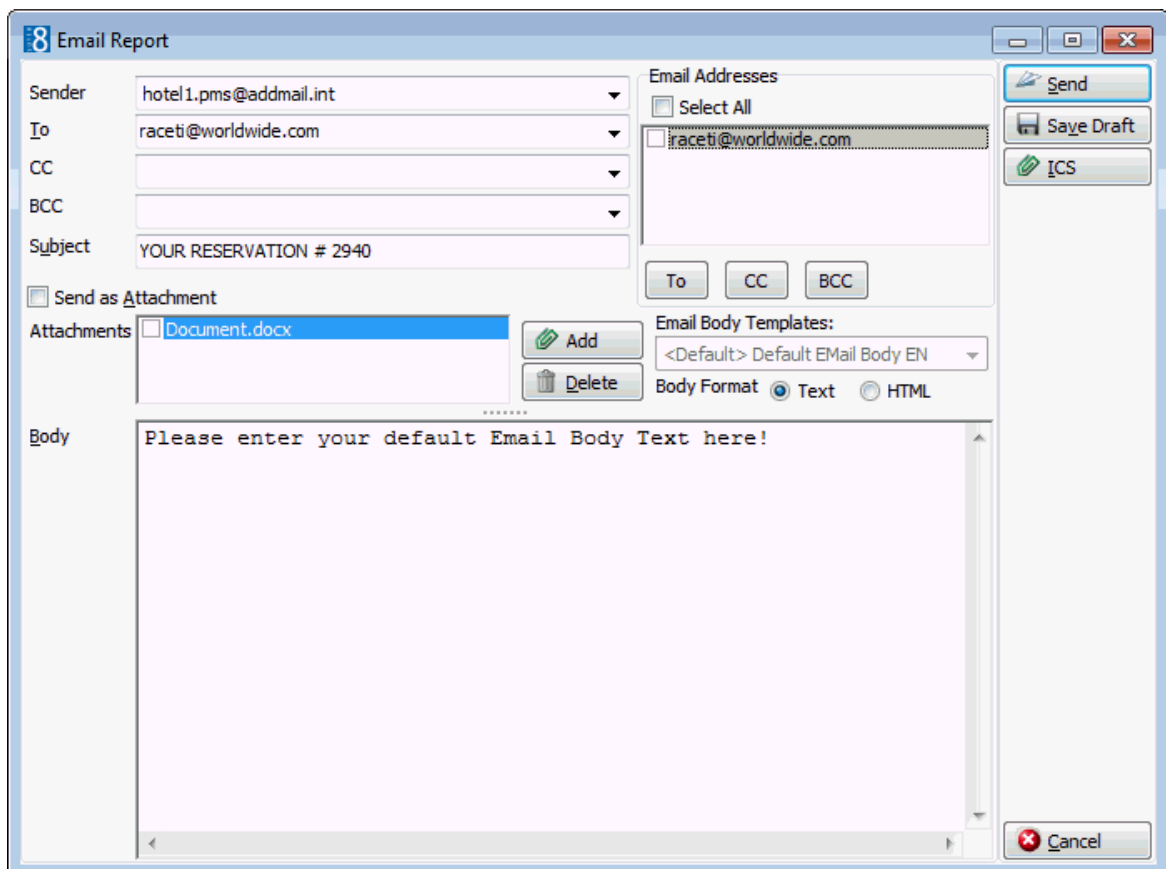 8 Email Report
Sender hotel1.pms@addmail.int
To raceti@worldwide.com
CC
BCC
Subject YOUR RESERVATION # 2940
Send as Attachment
Attachments Document.docx
Add
Delete
Email Addresses
Select All
raceti@worldwide.com
To CC BCC
Email Body Templates:
<Default> Default EMail Body EN
Body Format Text HTML
Body Please enter your default Email Body Text here!
Send
Save Draft
ICS
Cancel